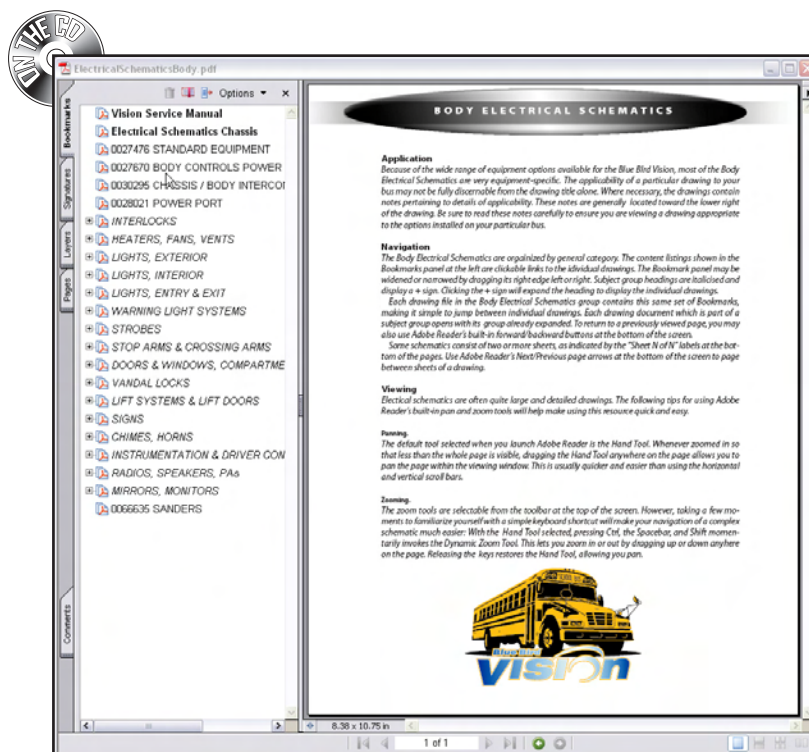 ON THE CD
ElectricalSchematicsBody.pdf
Options
Bookmarks
Signatures
Layers
Pages
Comments
Vision Service Manual
Electrical Schematics Chassis
0027476 STANDARD EQUIPMENT
0027670 BODY CONTROLS POWER
0030295 CHASSIS / BODY INTERCO
0028021 POWER PORT
INTERLOCKS
HEATERS, FANS, VENTS
LIGHTS, EXTERIOR
LIGHTS, INTERIOR
LIGHTS, ENTRY & EXIT
WARNING LIGHT SYSTEMS
STROBES
STOP ARMS & CROSSING ARMS
DOORS & WINDOWS, COMPARTME
VANDAL LOCKS
LIFT SYSTEMS & LIFT DOORS
SIGNS
CHIMES, HORNS
INSTRUMENTATION & DRIVER CON
RADIOS, SPEAKERS, PAs
MIRRORS, MONITORS
0066635 SANDERS
BODY ELECTRICAL SCHEMATICS
Application
Because of the wide range of equipment options available for the Blue Bird Vision, most of the Body
Electrical Schematics are very equipment-specific. The applicability of a particular drawing to your
bus may not be fully discernable from the drawing title alone. Where necessary, the drawings contain
notes pertaining to details of applicability. These notes are generally located toward the lower right
of the drawing. Be sure to read these notes carefully to ensure you are viewing a drawing appropriate
to the options installed on your particular bus.
Navigation
The Body Electrical Schematics are orgainized by general category. The content listings shown in the
Bookmarks panel at the left are clickable links to the idividual drawings. The Bookmark panel may be
widened or narrowed by dragging its right edge left or right. Subject group headings are italicised and
display a + sign. Clicking the + sign will expand the heading to display the individual drawings.
Each drawing file in the Body Electrical Schematics group contains this same set of Bookmarks,
making it simple to jump between individual drawings. Each drawing document which is part of a
subject group opens with its group already expanded. To return to a previously viewed page, you may
also use Adobe Reader's built-in forward/backward buttons at the bottom of the screen.
Some schematics consist of two or more sheets, as indicated by the "Sheet N of N" labels at the bot-
tom of the pages. Use Adobe Reader's Next/Previous page arrows at the bottom of the screen to page
between sheets of a drawing.
Viewing
Electical schematics are often quite large and detailed drawings. The following tips for using Adobe
Reader's built-in pan and zoom tools will help make using this resource quick and easy.
Panning.
The default tool selected when you launch Adobe Reader is the Hand Tool. Whenever zoomed in so
that less than the whole page is visible, dragging the Hand Tool anywhere on the page allows you to
pan the page within the viewing window. This is usually quicker and easier than using the horizontal
and vertical scroll bars.
Zooming.
The zoom tools are selectable from the toolbar at the top of the screen. However, taking a few mo-
ments to familiarize yourself with a simple keyboard shortcut will make your navigation of a complex
schematic much easier: With the Hand Tool selected, pressing Ctrl, the Spacebar, and Shift momen-
tarily invokes the Dynamic Zoom Tool. This lets you zoom in or out by dragging up or down anyhere
on the page. Releasing the keys restores the Hand Tool, allowing you pan.
Blue Bird
VISION
8.38 x 10.75 in
1 of 1